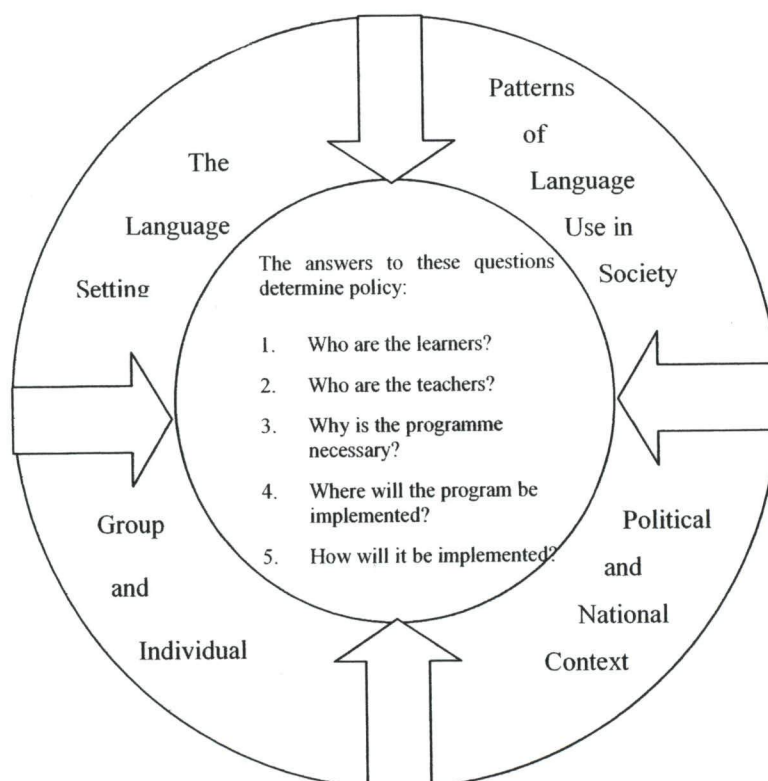 The
Language
Setting
Patterns
of
Language
Use in
Society
The answers to these questions
determine policy:
1. Who are the learners?
2. Who are the teachers?
3. Why is the programme
necessary?
4. Where will the program be
implemented?
5. How will it be implemented?
Group
and
Individual
Political
and
National
Context